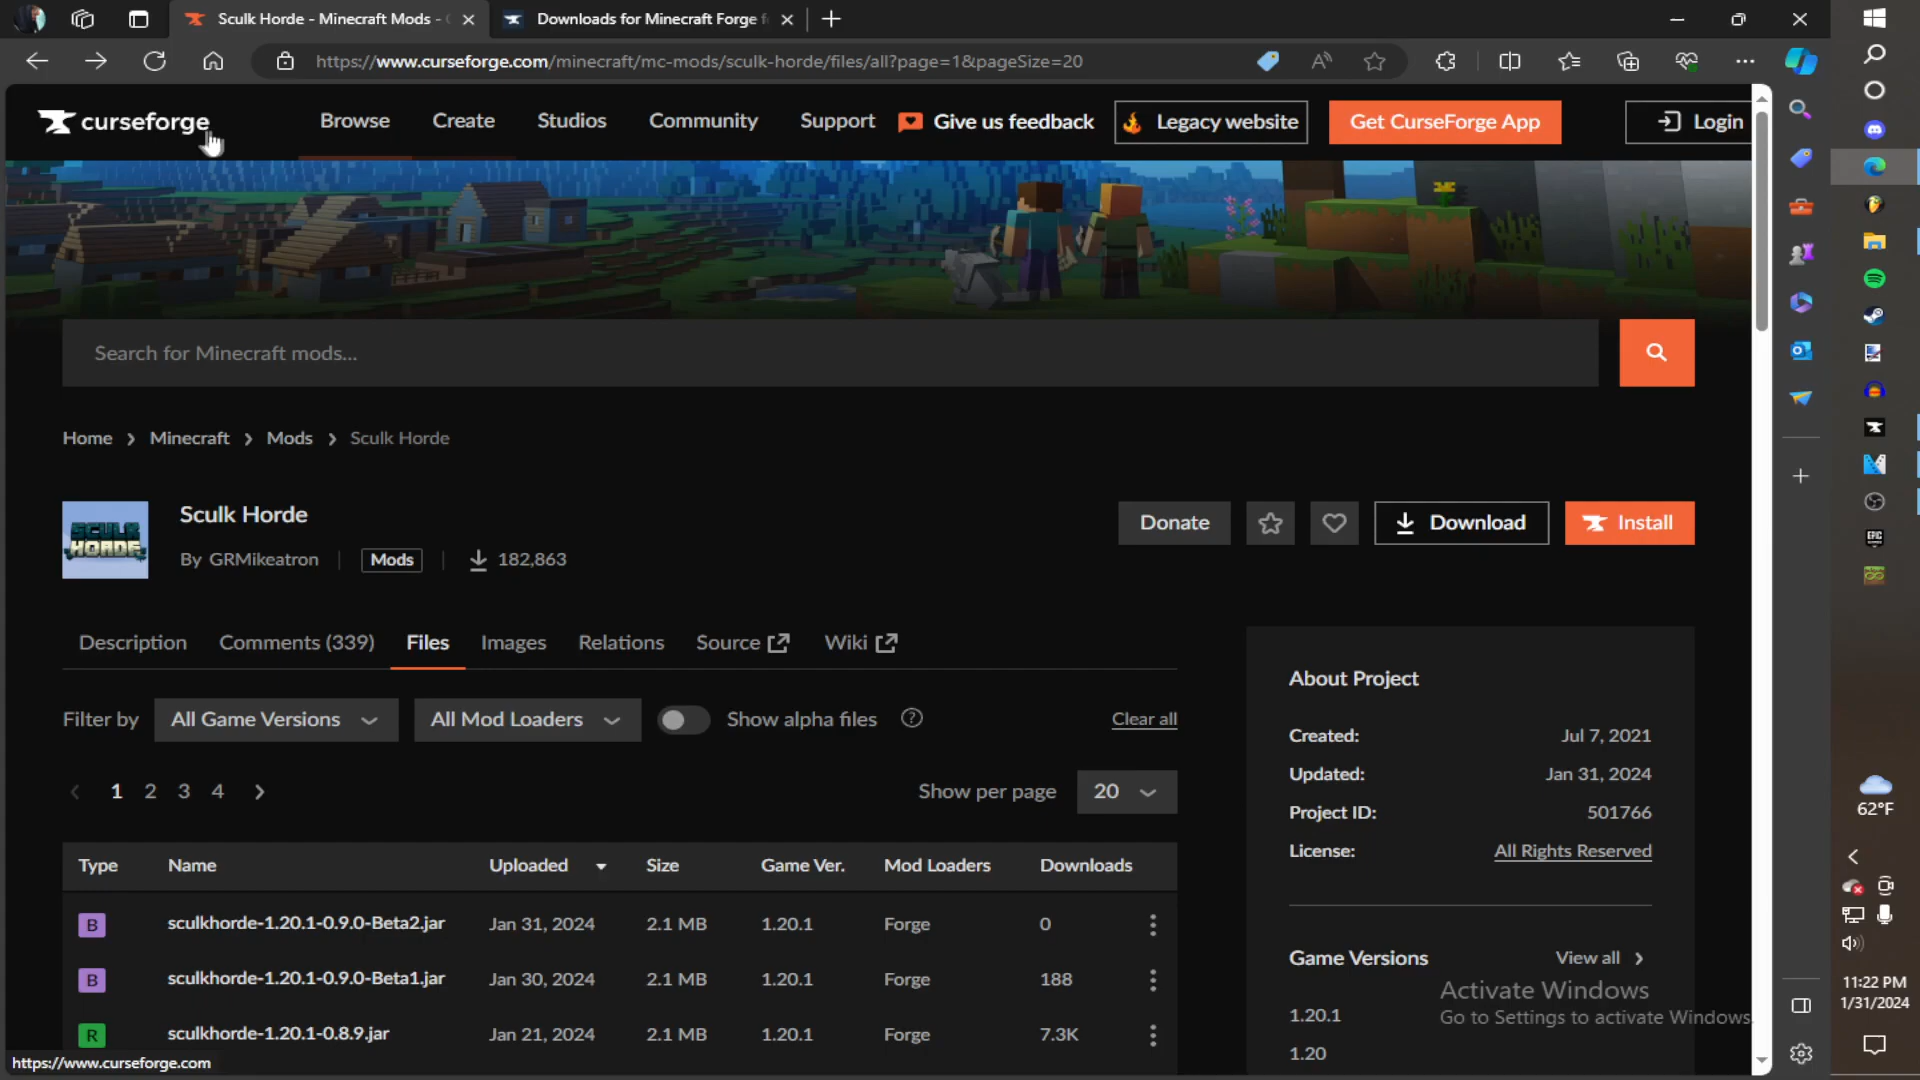 Sculk Horde - Minecraft Mods -
Downloads for Minecraft Forge f
https://www.curseforge.com/minecraft/mc-mods/sculk-horde/files/all?page=1&pageSize=20
curseforge
Browse
Create
Studios
Community
Support
Give us feedback
Legacy website
Get CurseForge App
Login
Search for Minecraft mods...
Home > Minecraft > Mods > Sculk Horde
SCULK
HORDE
Sculk Horde
By GRMikeatron | Mods | 182,863
Donate
Download
Install
Description
Comments (339)
Files
Images
Relations
Source
Wiki
Filter by
All Game Versions
All Mod Loaders
Show alpha files
Clear all
1 2 3 4
Show per page
20
Type Name Uploaded Size Game Ver. Mod Loaders Downloads
B sculkhorde-1.20.1-0.9.0-Beta2.jar Jan 31, 2024 2.1 MB 1.20.1 Forge 0
B sculkhorde-1.20.1-0.9.0-Beta1.jar Jan 30, 2024 2.1 MB 1.20.1 Forge 188
R sculkhorde-1.20.1-0.8.9.jar Jan 21, 2024 2.1 MB 1.20.1 Forge 7.3K
About Project
Created: Jul 7, 2021
Updated: Jan 31, 2024
Project ID: 501766
License: All Rights Reserved
Game Versions
View all
1.20.1
1.20
Activate Windows
Go to Settings to activate Windows.
https://www.curseforge.com
EPIC
62°F
11:22 PM
1/31/2024